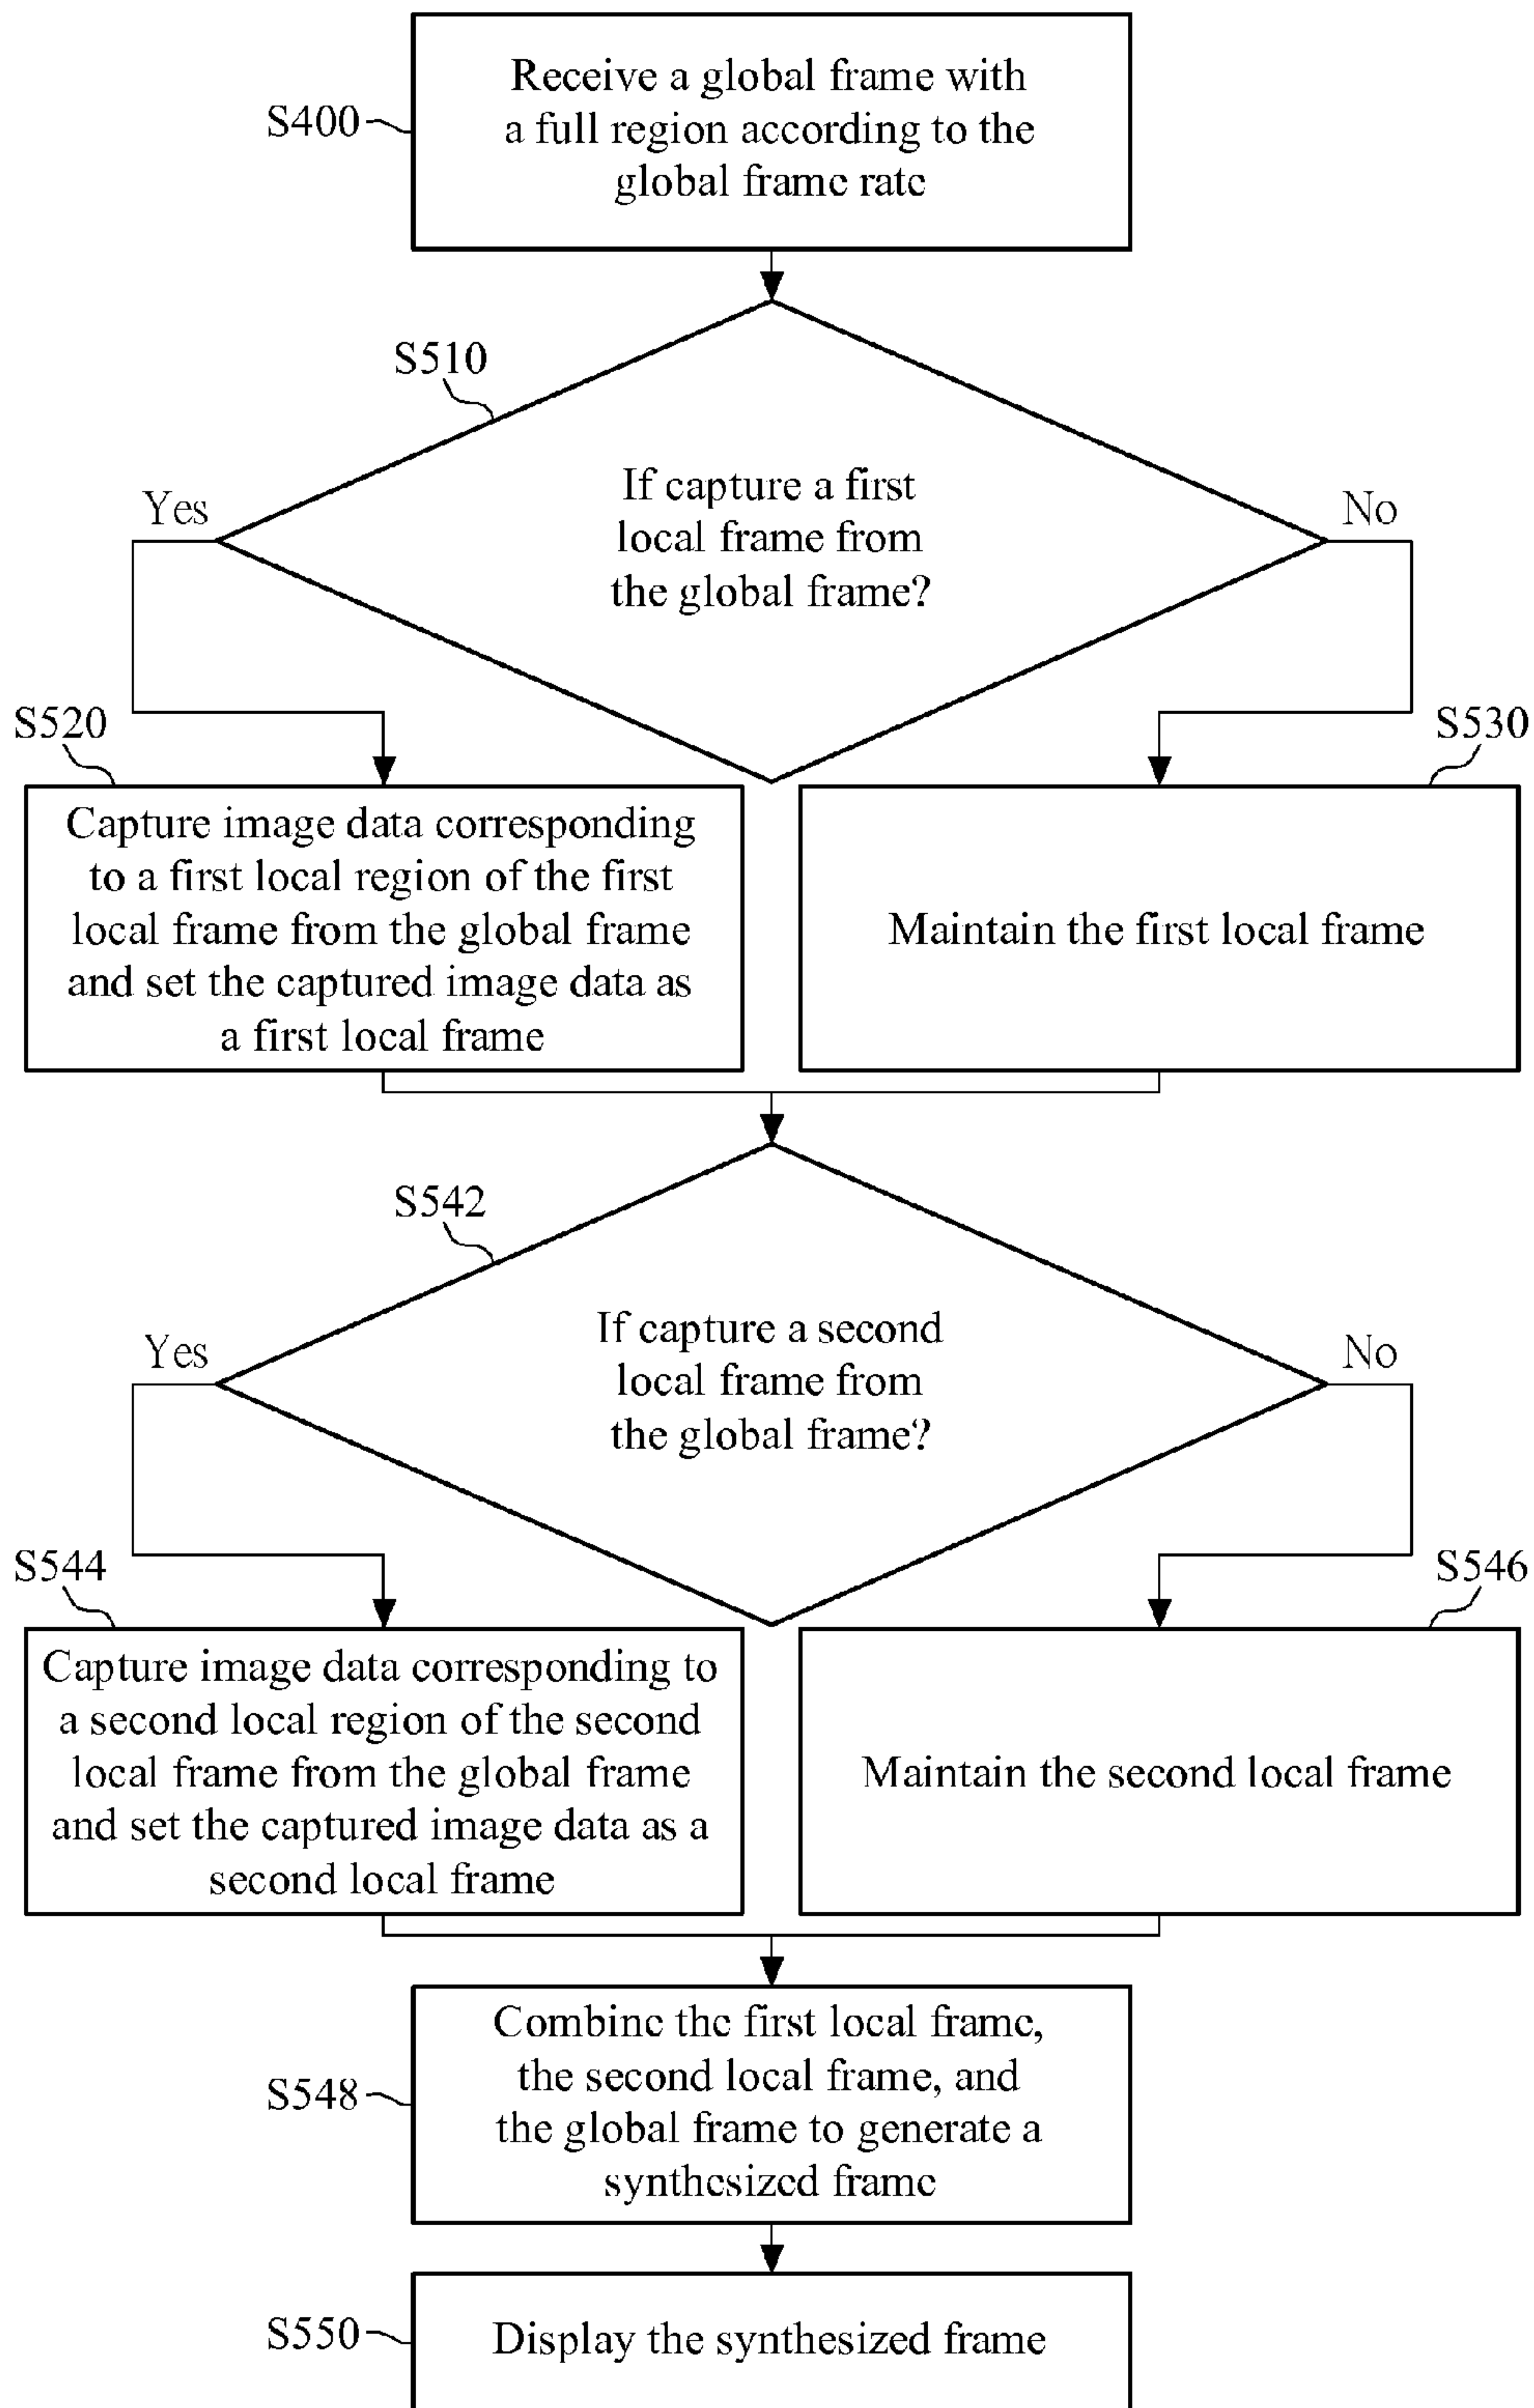 Receive a global frame with
a full region according to the
global frame rate
S400
S510
If capture a first
local frame from
the global frame?
Yes
No
S520
S530
Capture image data corresponding
to a first local region of the first
local frame from the global frame
and set the captured image data as
a first local frame
Maintain the first local frame
S542
If capture a second
local frame from
the global frame?
Yes
No
S544
S546
Capture image data corresponding to
a second local region of the second
local frame from the global frame
and set the captured image data as a
second local frame
Maintain the second local frame
Combine the first local frame,
the second local frame, and
the global frame to generate a
synthesized frame
S548
S550
Display the synthesized frame